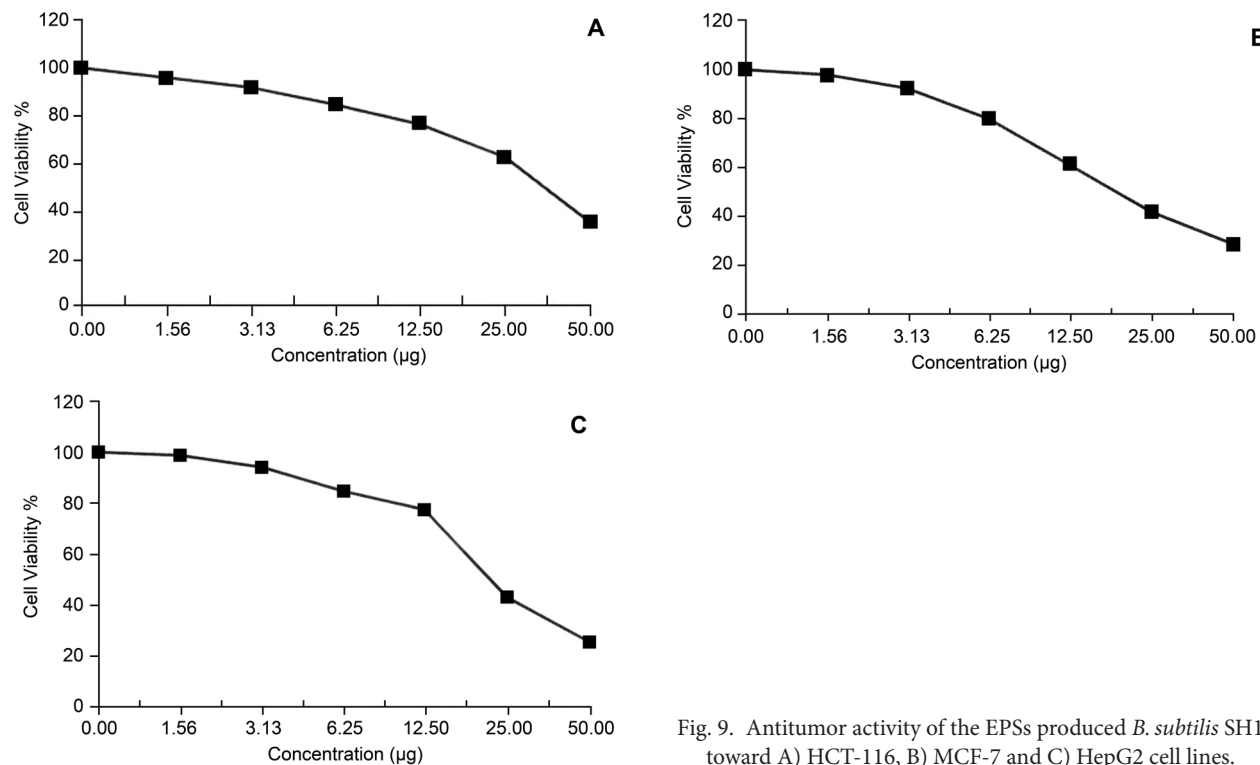 A
Cell Viability %
120
100
80
60
40
20
0
0.00 1.56 3.13 6.25 12.50 25.00 50.00
Concentration (µg)
Cell Viability %
120
100
80
60
40
20
0
0.00 1.56 3.13 6.25 12.50 25.00 50.00
Concentration (µg)
C
Cell Viability %
120
100
80
60
40
20
0
0.00 1.56 3.13 6.25 12.50 25.00 50.00
Concentration (µg)
Fig. 9. Antitumor activity of the EPSs produced B. subtilis SH1
toward A) HCT-116, B) MCF-7 and C) HepG2 cell lines.